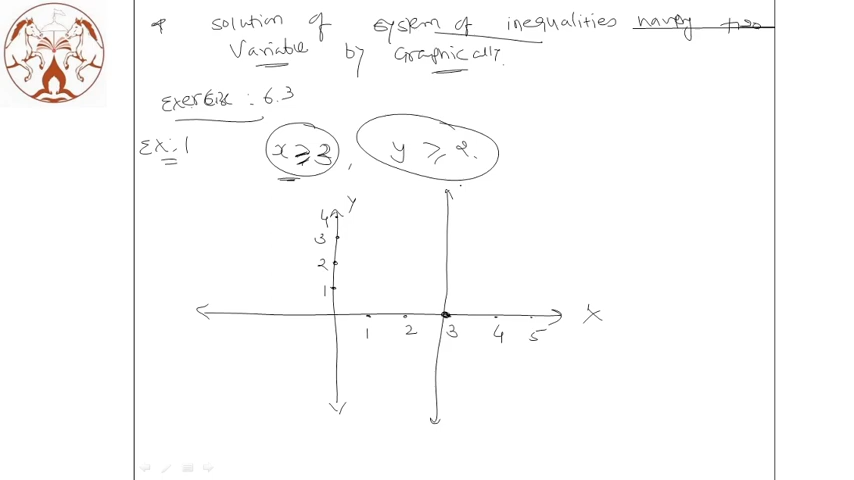 solution of system of inequalities having two
Variable by Graphically.
Exercise : 6.3
Ex:1 x ≥ 3, y ≥ 2.
Y
4
3
2
1
1 2 3 4 5 X